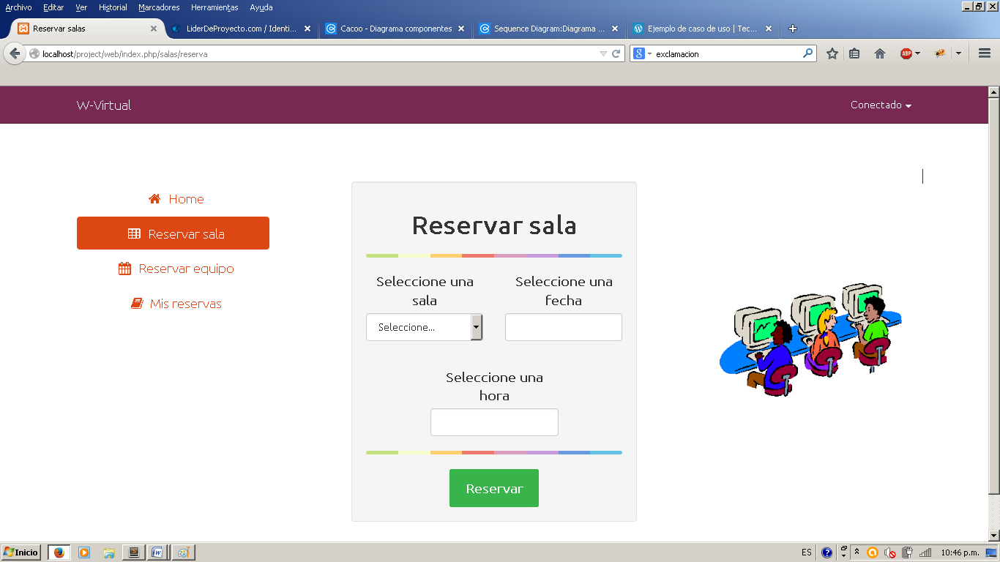 Archivo Editar Ver Historial Marcadores Herramientas Ayuda
Reservar salas
LiderDeProyecto.com / Identi...
Cacoo - Diagrama componentes
Sequence Diagram:Diagrama ...
Ejemplo de caso de uso | Tec...
localhost/project/web/index.php/salas/reserva
exclamacion
ABP
W-Virtual
Conectado
Home
Reservar sala
Reservar equipo
Mis reservas
Reservar sala
Seleccione una
sala
Seleccione una
fecha
Seleccione...
Seleccione una
hora
Reservar
Inicio
ES
10:46 p.m.